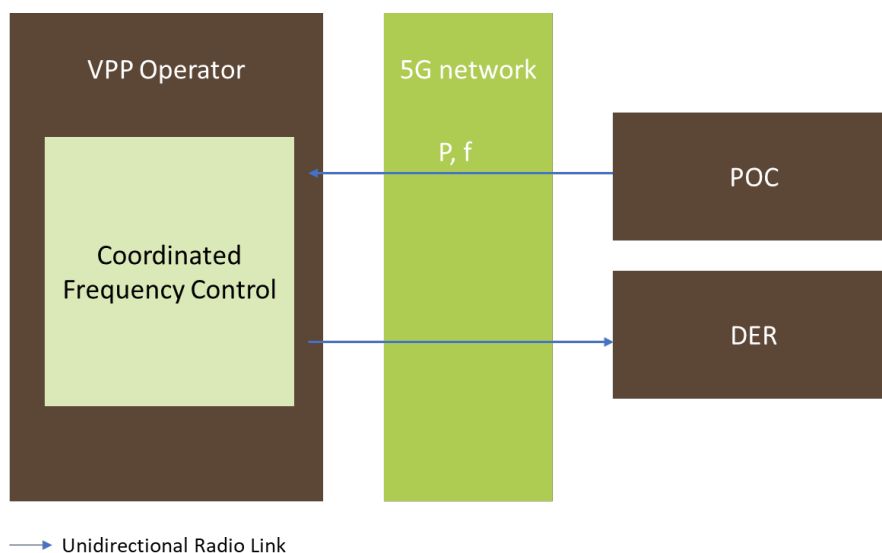 VPP Operator
5G network
P, f
POC
Coordinated
Frequency Control
DER
Unidirectional Radio Link